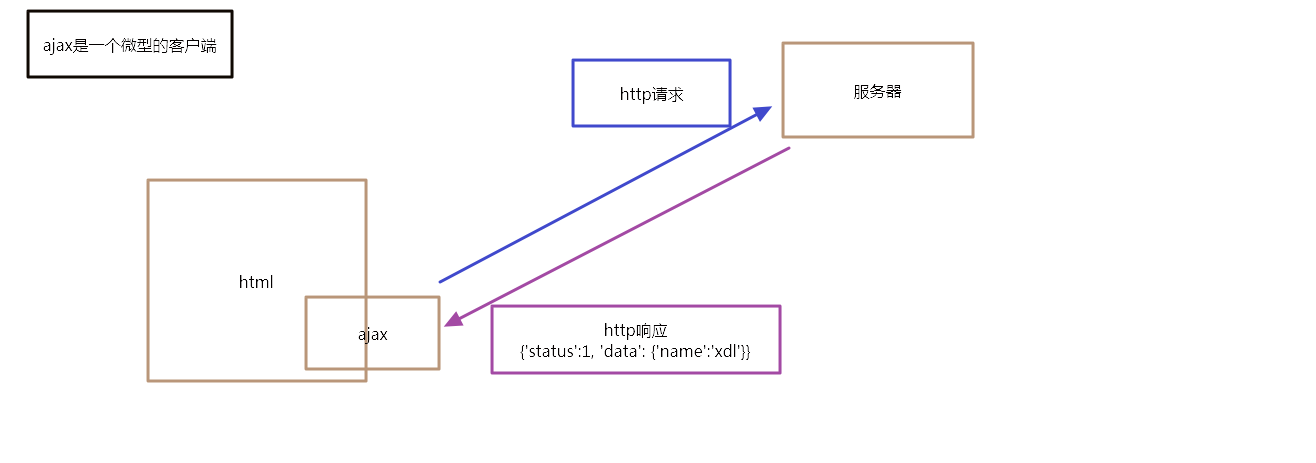 ajax是一个微型的客户端
http请求
服务器
html
ajax
http响应
{'status':1, 'data': {'name':'xdl'}}